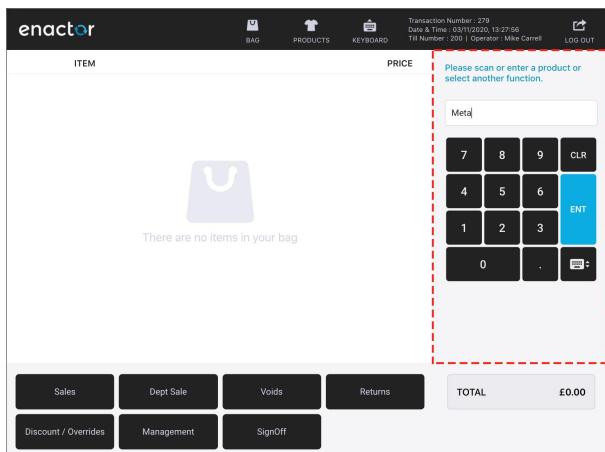 enactor
BAG
PRODUCTS
KEYBOARD
Transaction Number : 279
Date & Time : 03/11/2020, 13:27:56
Till Number : 200 | Operator : Mike Carrell
LOG OUT
ITEM PRICE
Please scan or enter a product or
select another function.
Meta
7 8 9 CLR
4 5 6
ENT
1 2 3
0 .
There are no items in your bag
Sales Dept Sale Voids Returns
TOTAL £0.00
Discount / Overrides Management SignOff